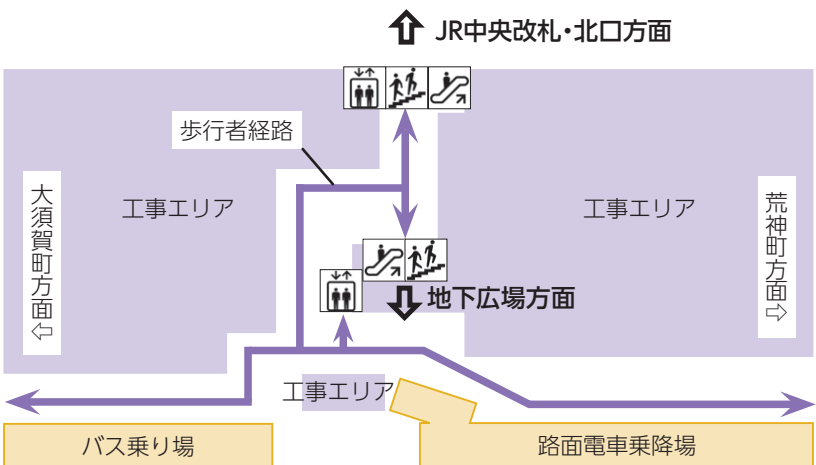 JR中央改札・北口方面
歩行者経路
大須賀町方面
工事エリア
工事エリア
荒神町方面
地下広場方面
工事エリア
バス乗り場
路面電車乗降場